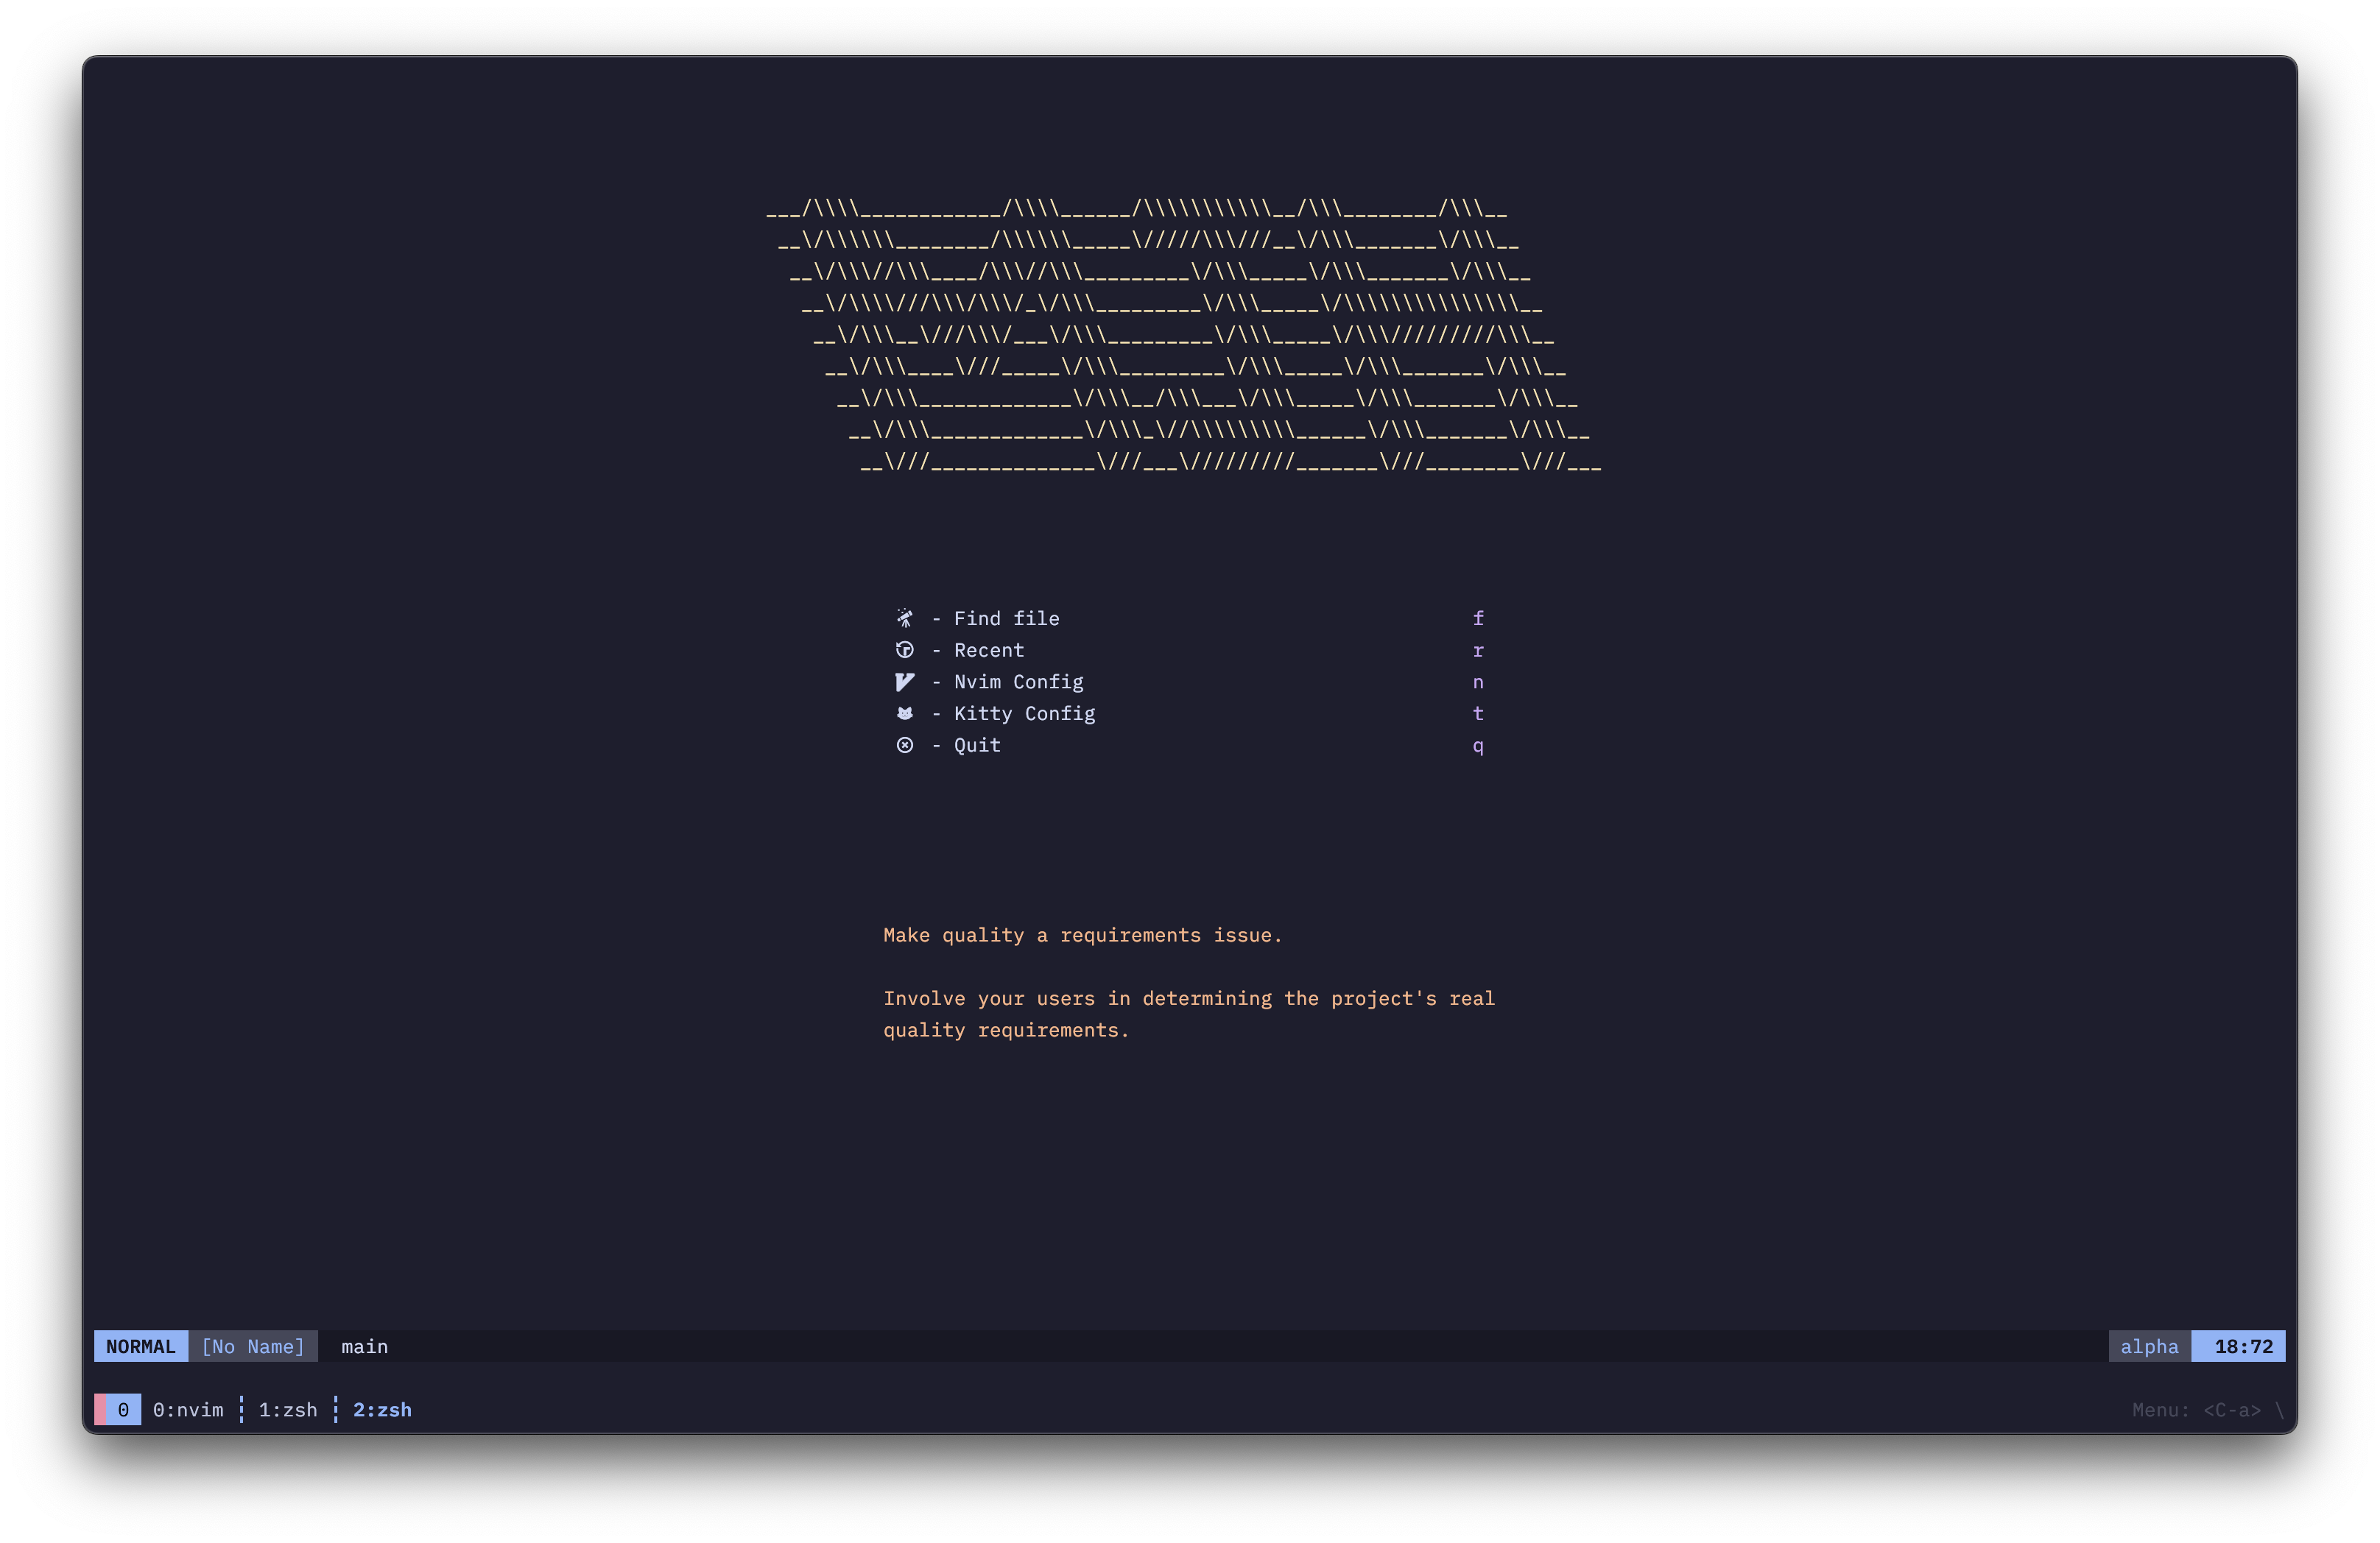 ___/\\\\____________/\\\\______/\\\\\\\\\\\__/\\\________/\\\__
__\/\\\\\\________/\\\\\\_____\/////\\\///__\/\\\_______\/\\\__
__\/\\\//\\\____/\\\//\\\_________\/\\\_____\/\\\_______\/\\\__
__\/\\\\///\\\/\\\/_\/\\\_________\/\\\_____\/\\\\\\\\\\\\\\\__
__\/\\\__\///\\\/___\/\\\_________\/\\\_____\/\\\/////////\\\__
__\/\\\____\///_____\/\\\_________\/\\\_____\/\\\_______\/\\\__
__\/\\\_____________\/\\\__/\\\___\/\\\_____\/\\\_______\/\\\__
__\/\\\_____________\/\\\_\//\\\\\\\\\______\/\\\_______\/\\\__
__\///______________\///___\/////////_______\///________\///___
- Find file f
- Recent r
- Nvim Config n
- Kitty Config t
- Quit q
Make quality a requirements issue.
Involve your users in determining the project's real
quality requirements.
NORMAL [No Name] main alpha 18:72
0 0:nvim ¦ 1:zsh ¦ 2:zsh Menu: <C-a> \